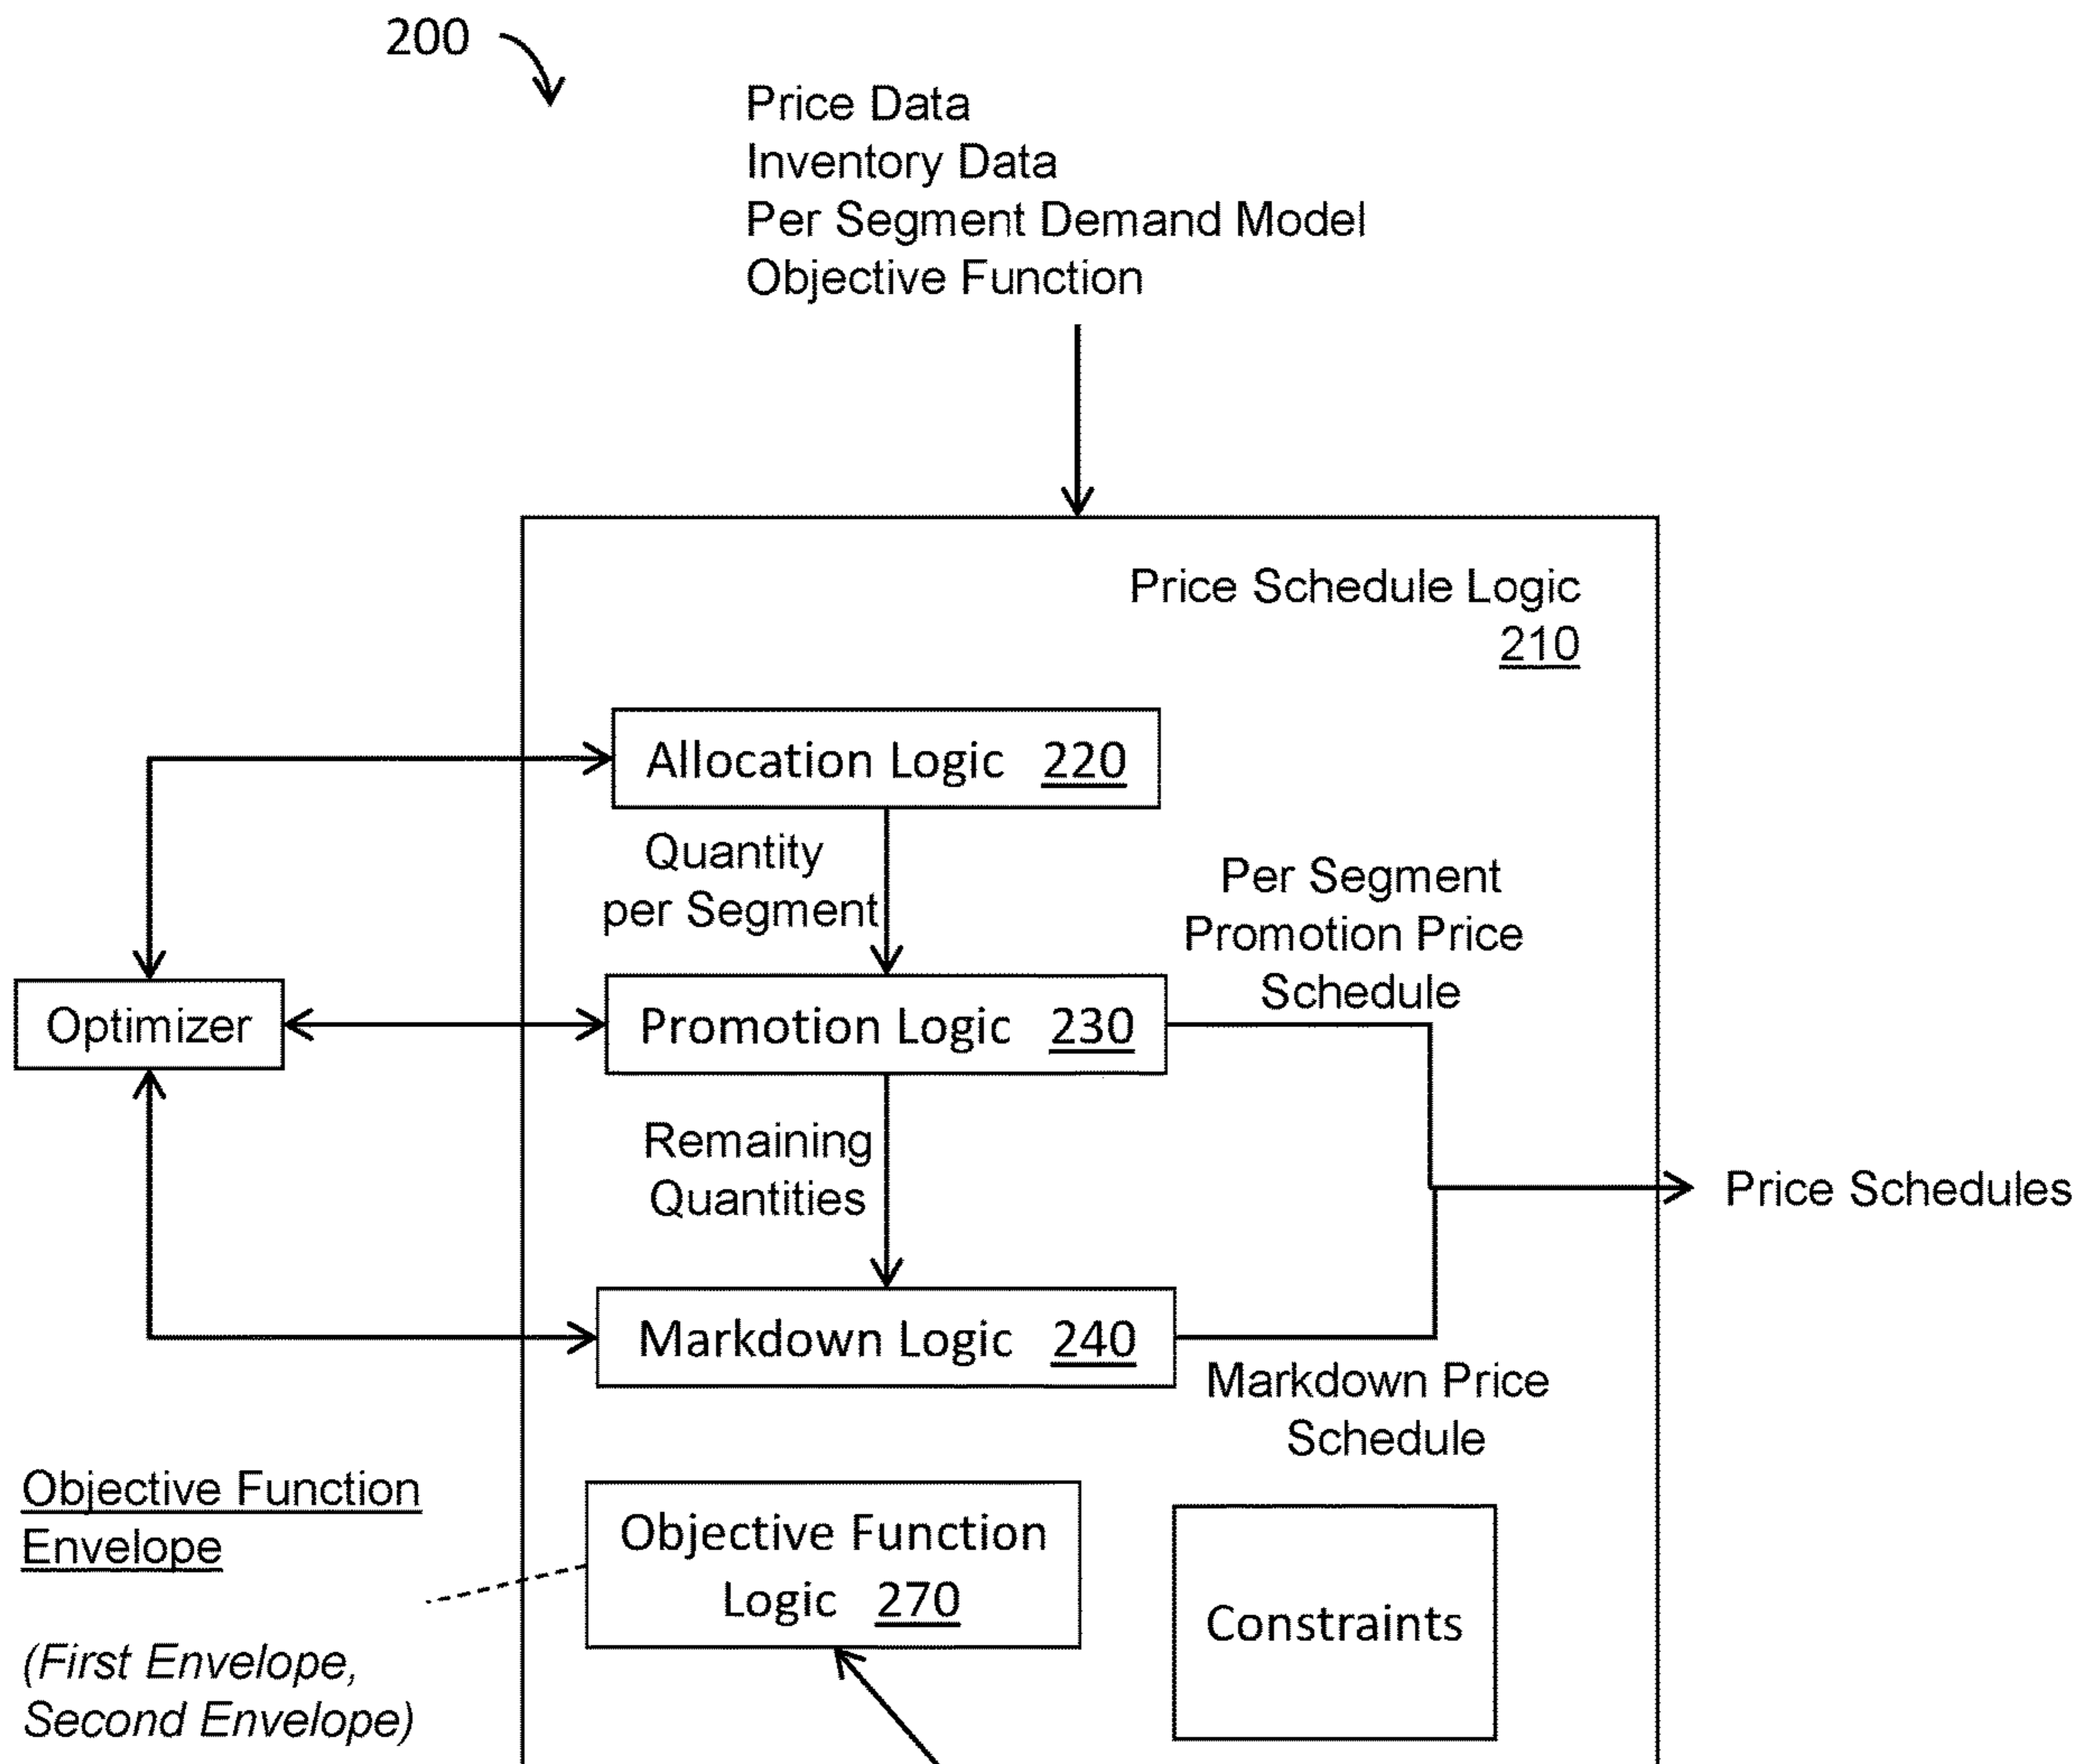 200
Price Data
Inventory Data
Per Segment Demand Model
Objective Function
Price Schedule Logic
210
Allocation Logic 220
Quantity
per Segment
Per Segment
Promotion Price
Schedule
Optimizer
Promotion Logic 230
Remaining
Quantities
Price Schedules
Markdown Logic 240
Markdown Price
Schedule
Objective Function
Envelope
(First Envelope,
Second Envelope)
Objective Function
Logic 270
Constraints